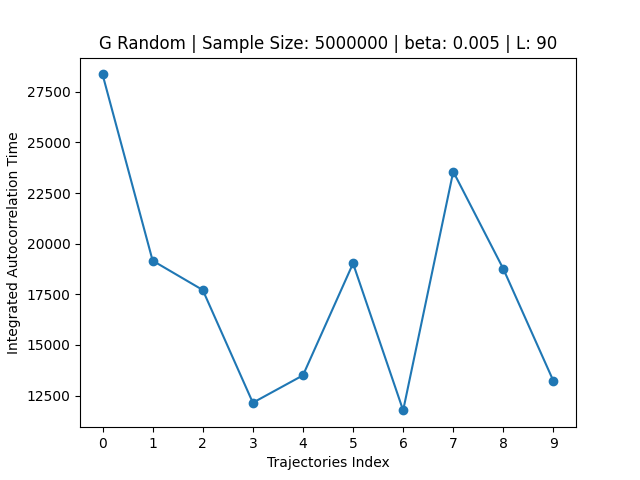 G Random | Sample Size: 5000000 | beta: 0.005 | L: 90
Integrated Autocorrelation Time
27500
25000
22500
20000
17500
15000
12500
0 1 2 3 4 5 6 7 8 9
Trajectories Index